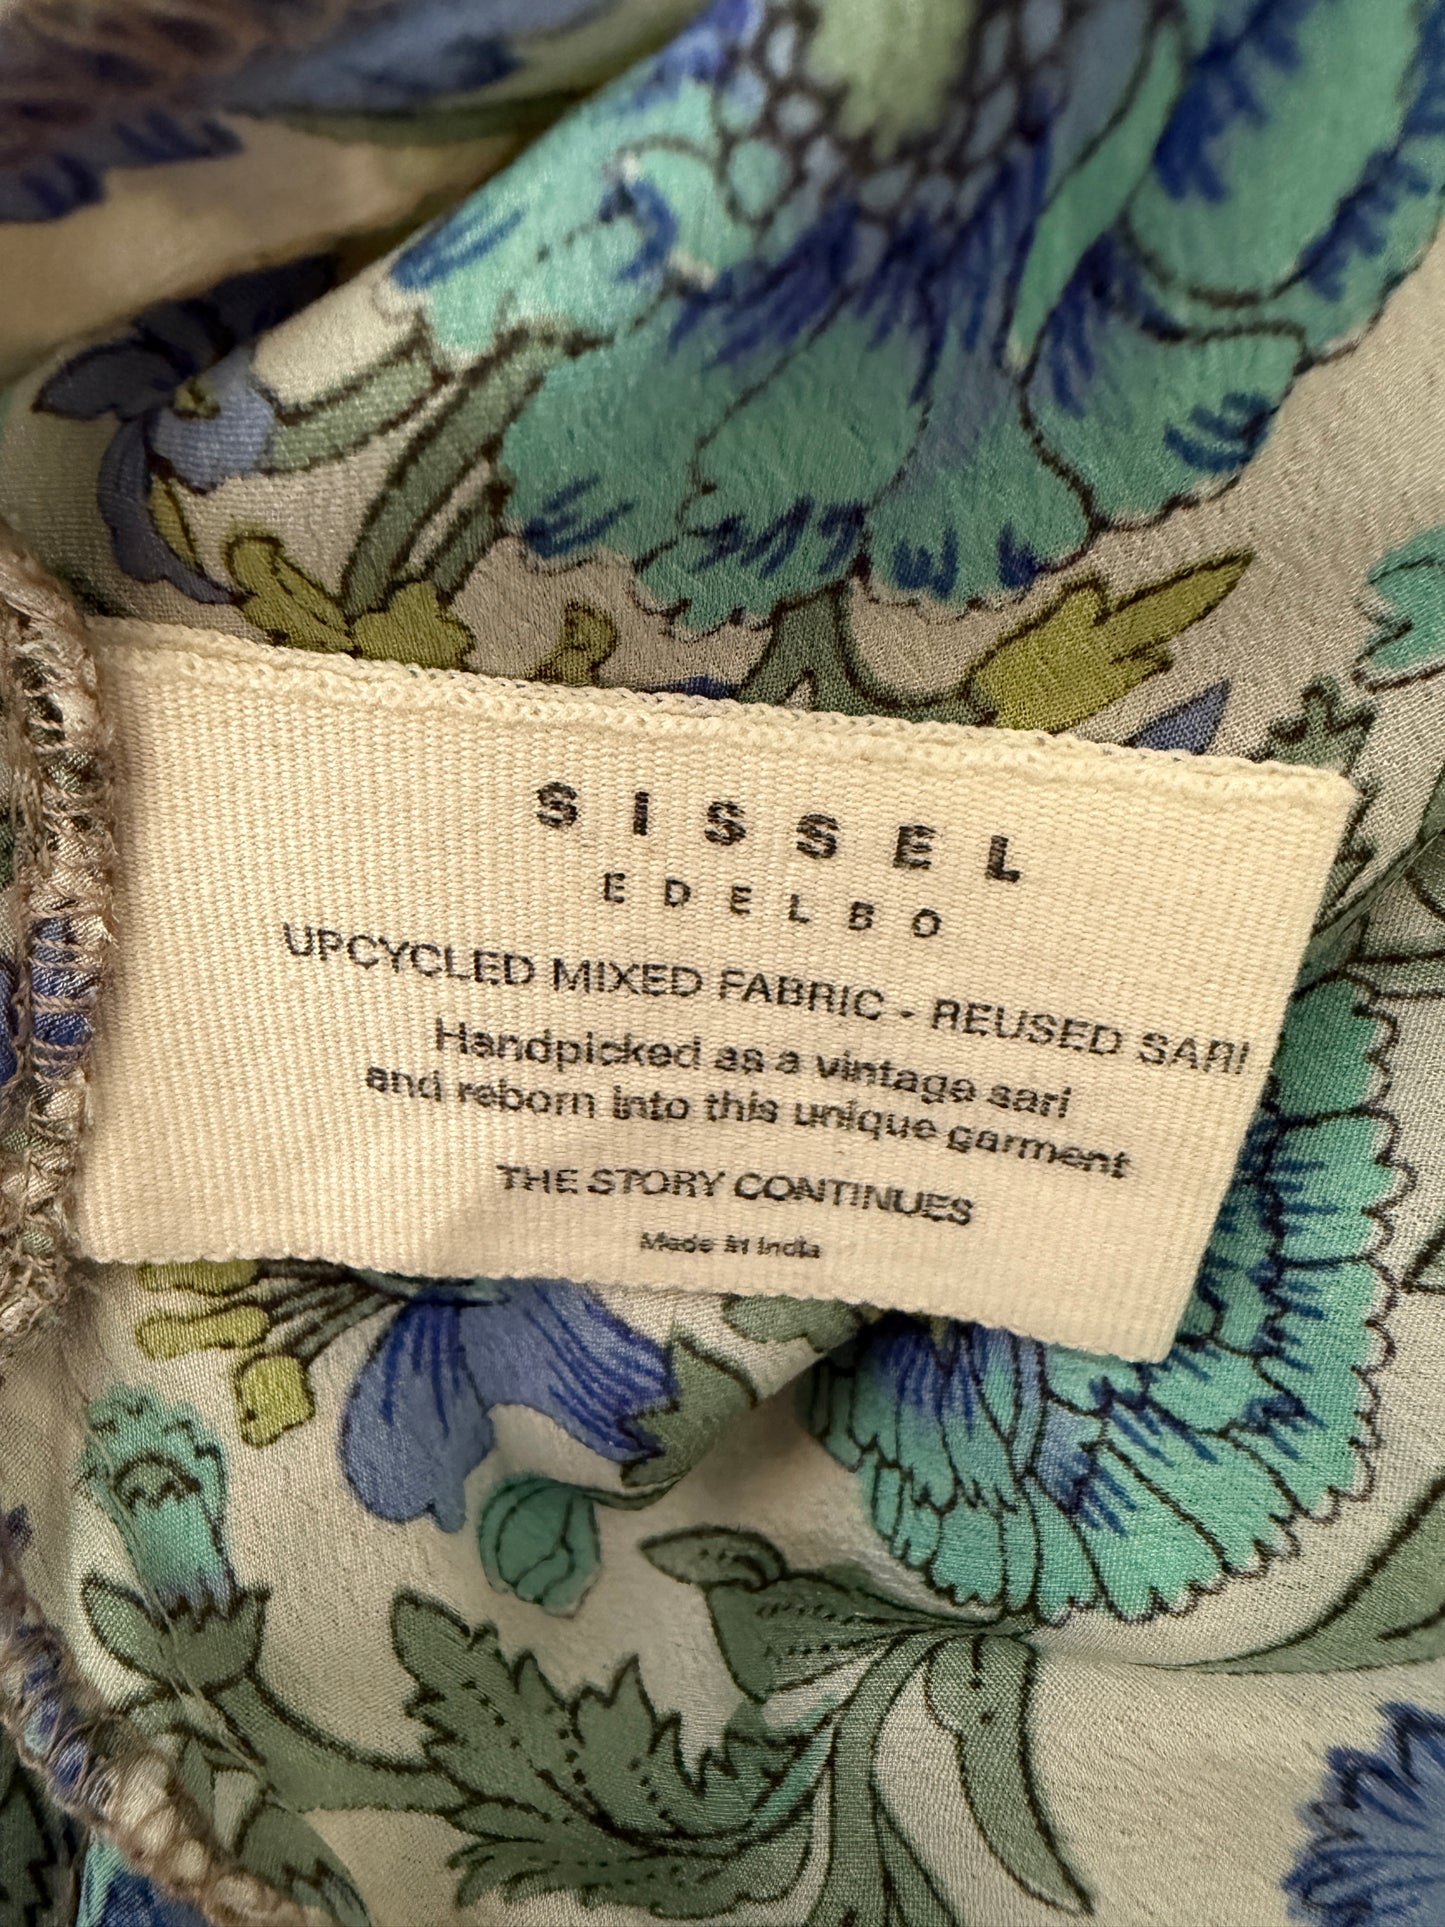 SISSEL
EDELBO
UPCYCLED MIXED FABRIC - REUSED SARI
Handpicked as a vintage sari
and reborn into this unique garment
THE STORY CONTINUES
Made in India